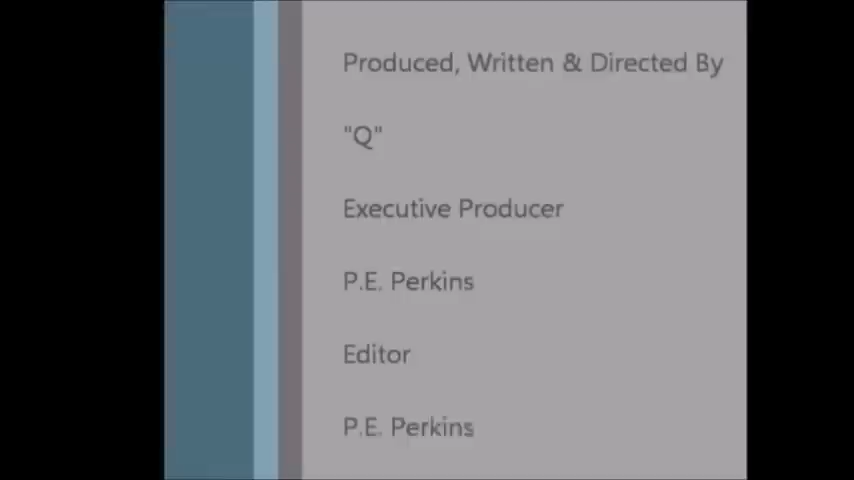 Produced, Written & Directed By
"Q"
Executive Producer
P.E. Perkins
Editor
P.E. Perkins